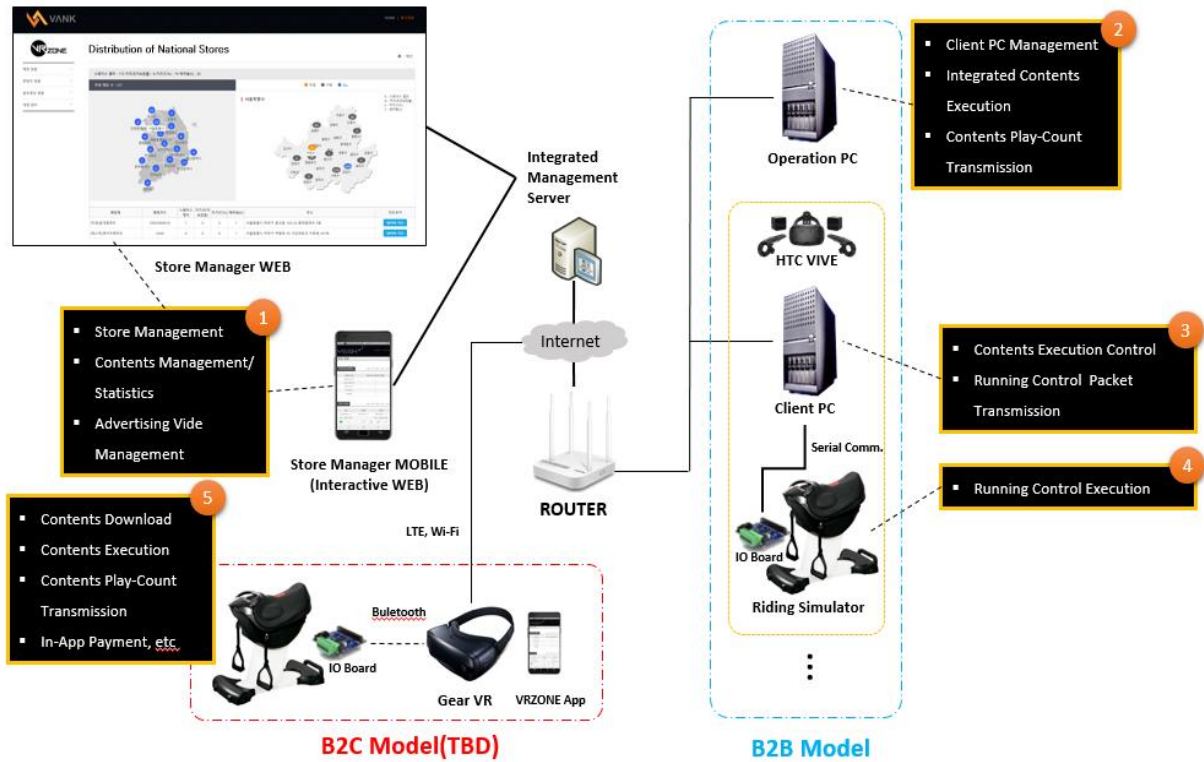 VANK
VRZONE
Distribution of National Stores
Store Manager WEB
1
Store Management
Contents Management/
Statistics
Advertising Vide
Management
Store Manager MOBILE
(Interactive WEB)
Integrated
Management
Server
Internet
ROUTER
LTE, Wi-Fi
Operation PC
2
Client PC Management
Integrated Contents
Execution
Contents Play-Count
Transmission
HTC VIVE
Client PC
3
Contents Execution Control
Running Control Packet
Transmission
Serial Comm.
IO Board
Riding Simulator
4
Running Control Execution
B2B Model
5
Contents Download
Contents Execution
Contents Play-Count
Transmission
In-App Payment, etc
Buletooth
IO Board
Gear VR
VRZONE App
B2C Model(TBD)